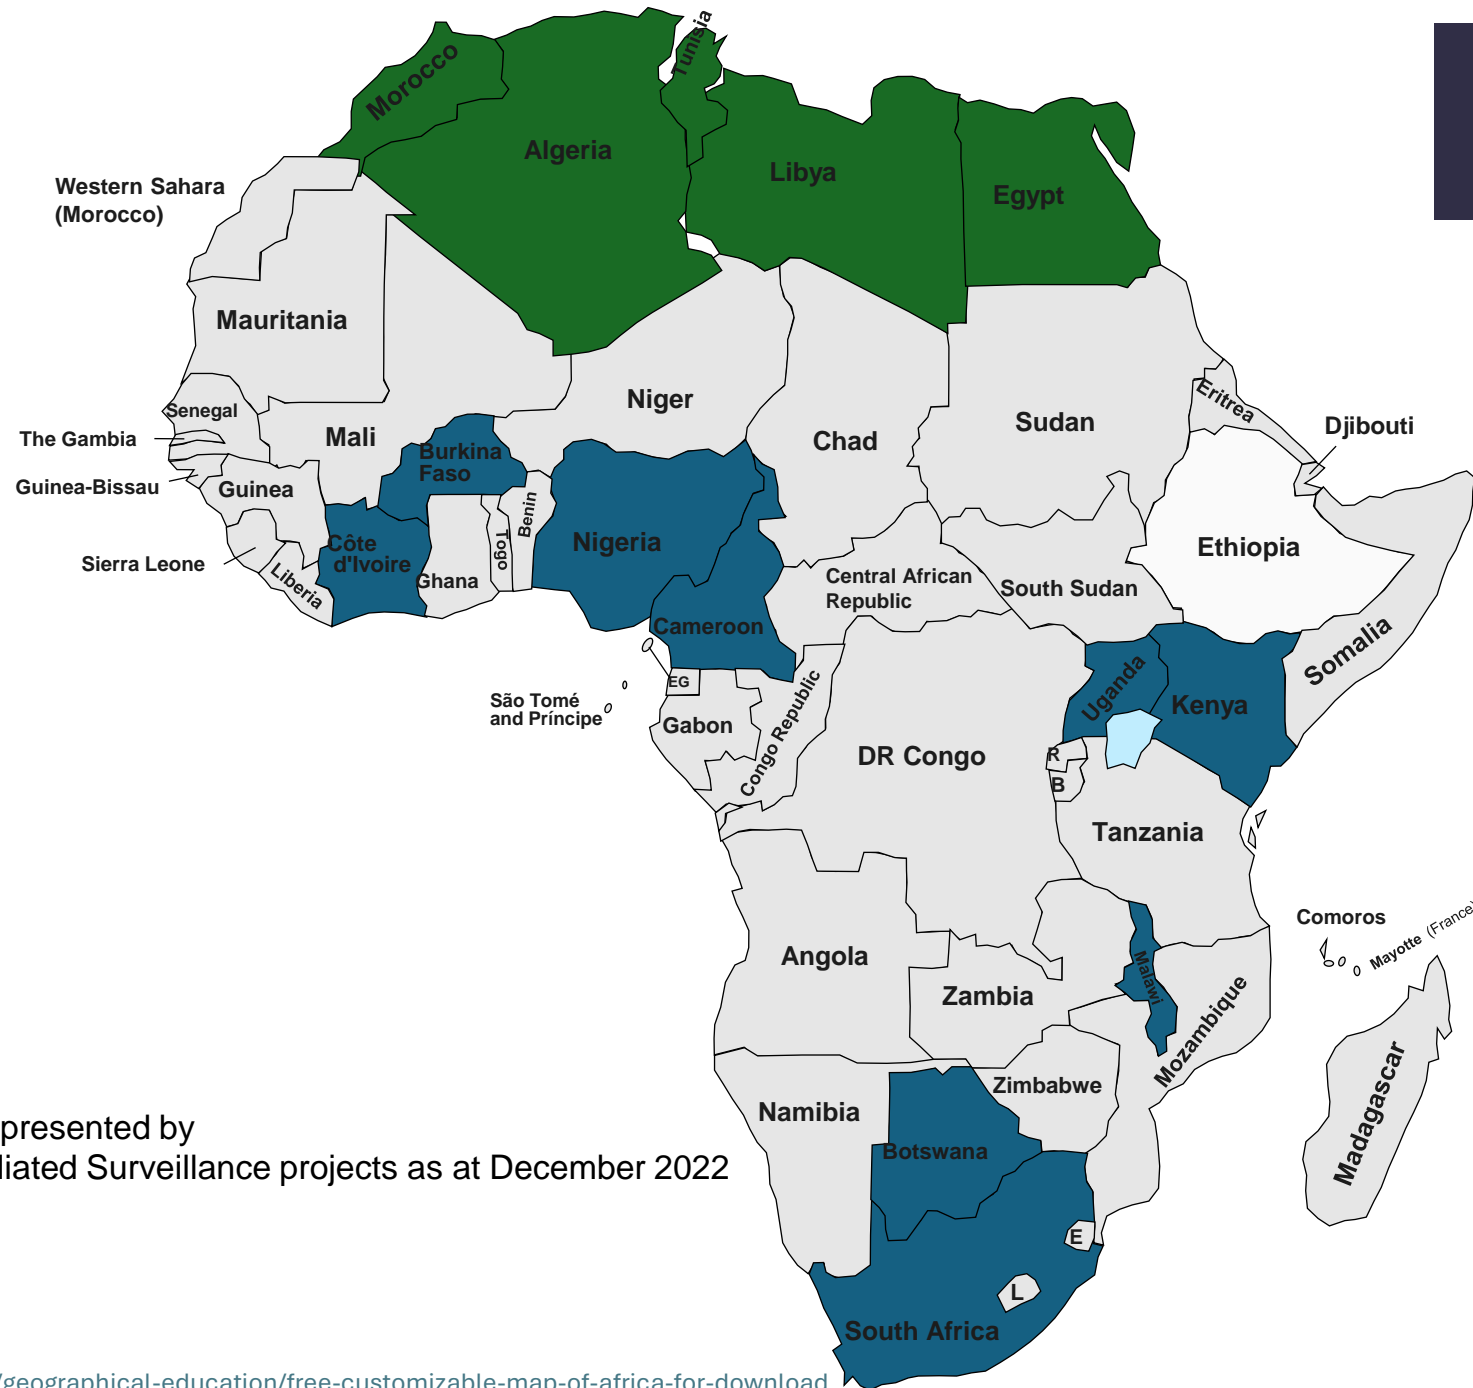 Tunisia
Morocco
Algeria
Libya
Egypt
Western Sahara
(Morocco)
Mauritania
Niger
Senegal
Mali
Chad
Sudan
Eritrea
Djibouti
The Gambia
Burkina
Faso
Guinea-Bissau
Guinea
Benin
Togo
Nigeria
Ethiopia
Côte
d'Ivoire
Sierra Leone
Liberia
Ghana
Central African
Republic
South Sudan
Cameroon
Somalia
EG
São Tomé
and Príncipe
Gabon
Congo Republic
Uganda
Kenya
DR Congo
R
B
Tanzania
Comoros
Mayotte (France)
Angola
Malawi
Zambia
Mozambique
Madagascar
Zimbabwe
Namibia
Botswana
presented by
liated Surveillance projects as at December 2022
E
L
South Africa
/geographical-education/free-customizable-map-of-africa-for-download